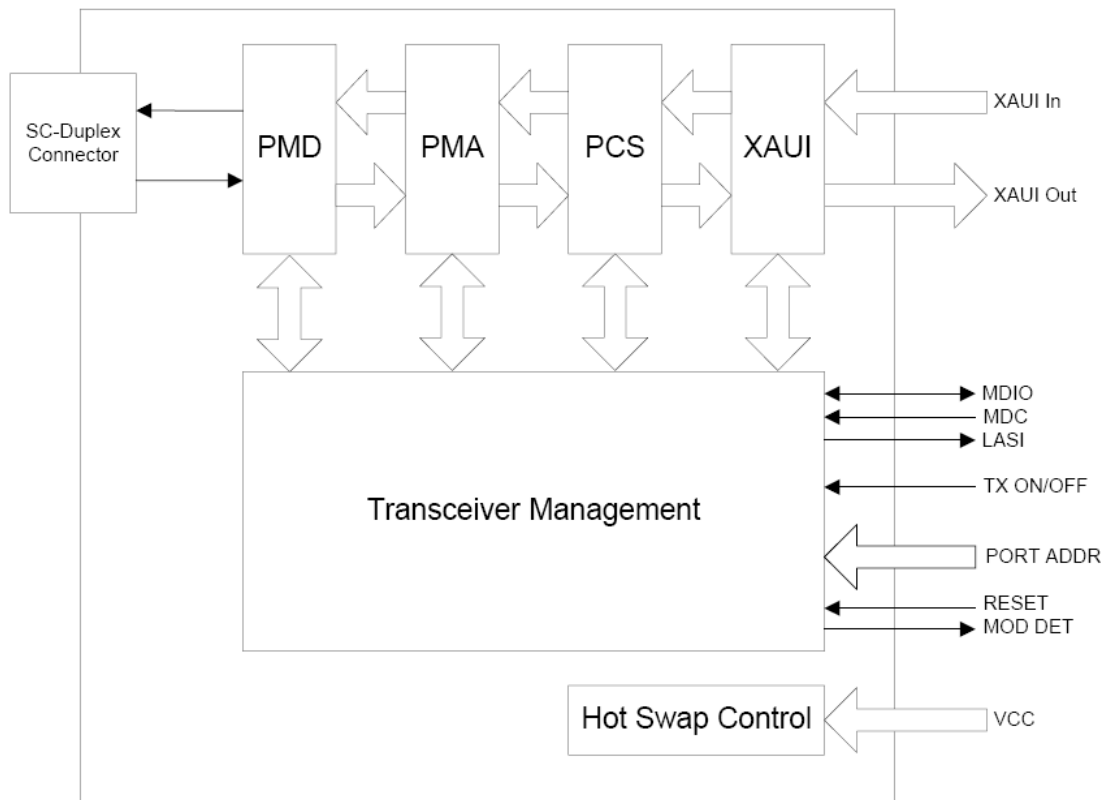 SC-Duplex
Connector
PMD
PMA
PCS
XAUI
XAUI In
XAUI Out
Transceiver Management
MDIO
MDC
LASI
TX ON/OFF
PORT ADDR
RESET
MOD DET
Hot Swap Control
VCC